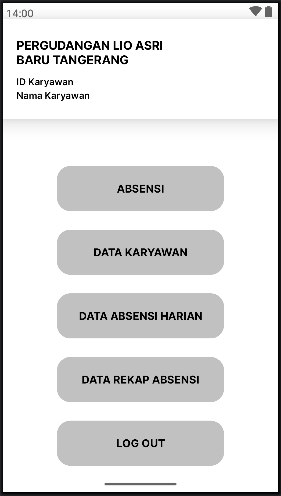 14:00
PERGUDANGAN LIO ASRI
BARU TANGERANG
ID Karyawan
Nama Karyawan
ABSENSI
DATA KARYAWAN
DATA ABSENSI HARIAN
DATA REKAP ABSENSI
LOG OUT